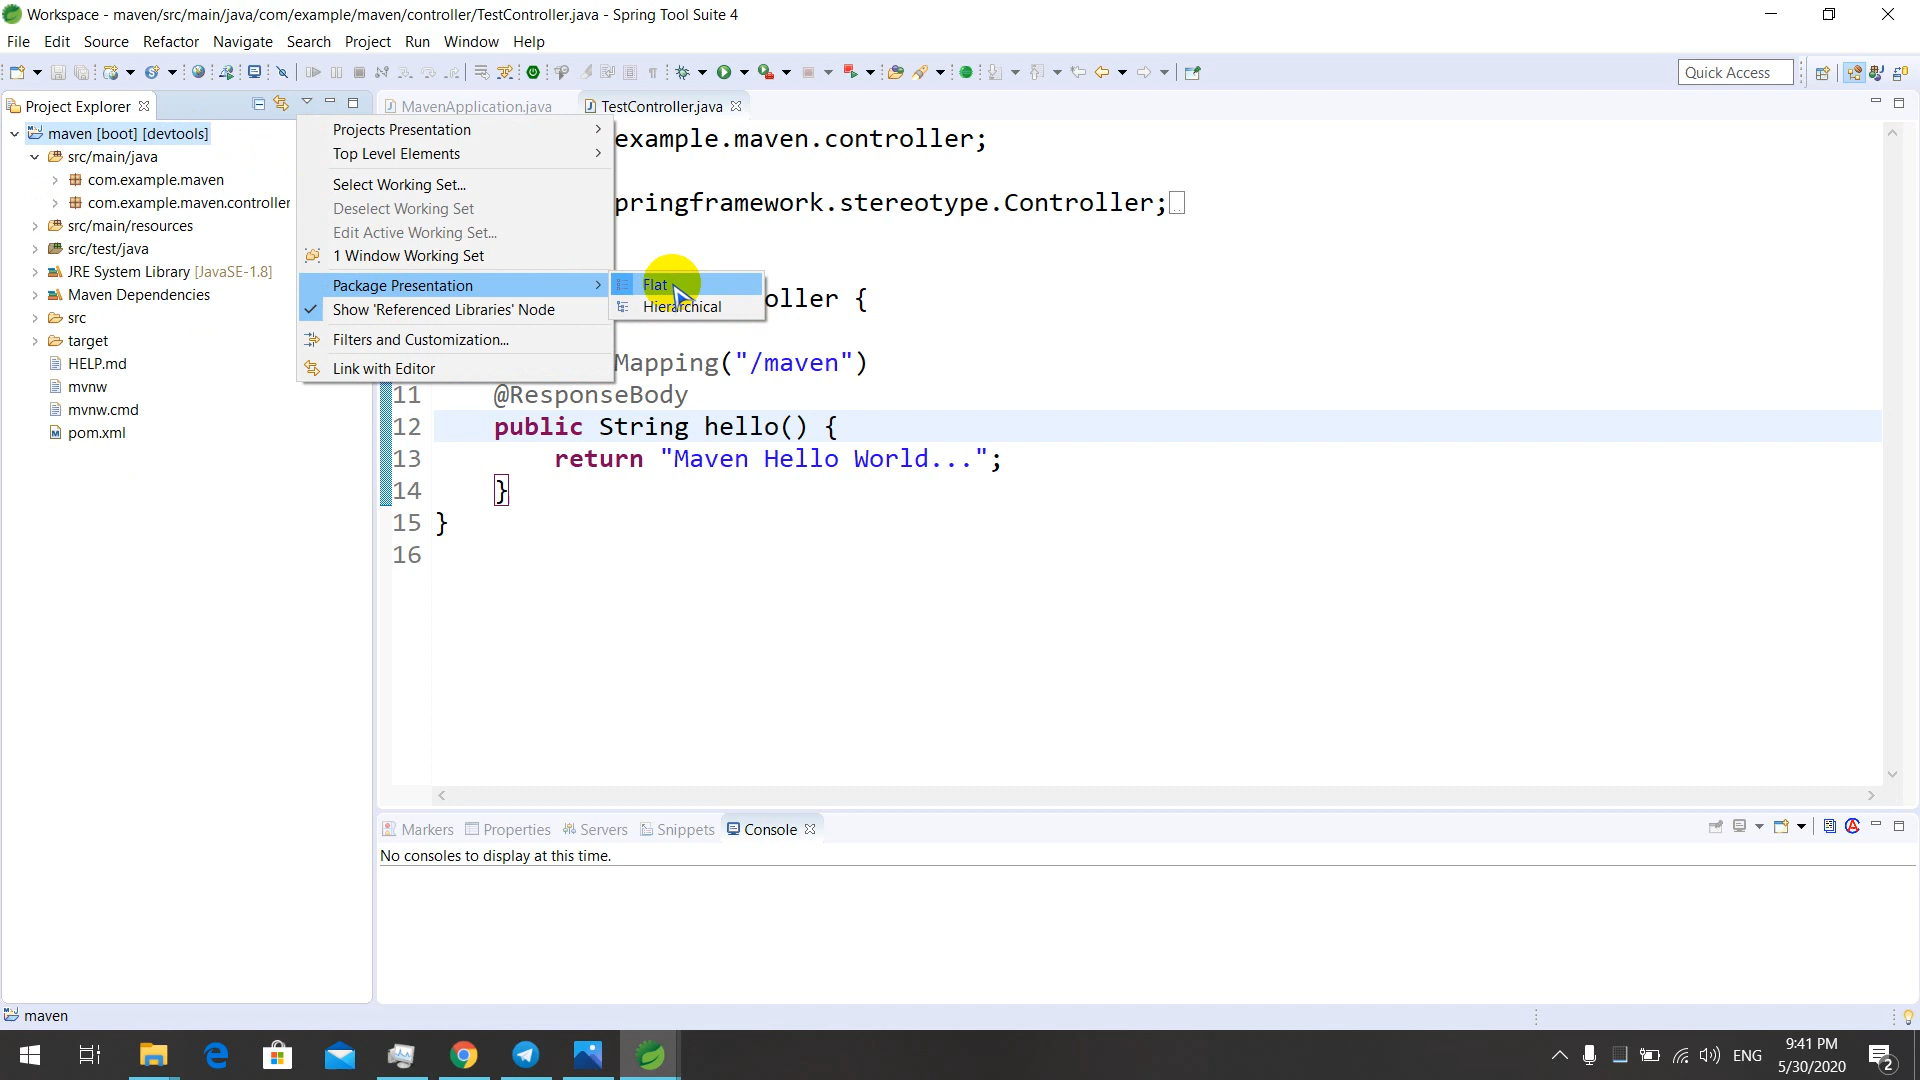 Workspace - maven/src/main/java/com/example/maven/controller/TestController.java - Spring Tool Suite 4
File Edit Source Refactor Navigate Search Project Run Window Help
Quick Access
Project Explorer
MavenApplication.java
TestController.java
maven [boot] [devtools]
src/main/java
com.example.maven
com.example.maven.controller
src/main/resources
src/test/java
JRE System Library [JavaSE-1.8]
Maven Dependencies
src
target
HELP.md
mvnw
mvnw.cmd
pom.xml
Projects Presentation
Top Level Elements
Select Working Set...
Deselect Working Set
Edit Active Working Set...
1 Window Working Set
Package Presentation
Show 'Referenced Libraries' Node
Filters and Customization...
Link with Editor
Flat
Hierarchical
example.maven.controller;
pringframework.stereotype.Controller;
oller {
Mapping("/maven")
11 @ResponseBody
12 public String hello() {
13 return "Maven Hello World...";
14 }
15 }
16
Markers Properties Servers Snippets Console
No consoles to display at this time.
maven
ENG
9:41 PM
5/30/2020
2